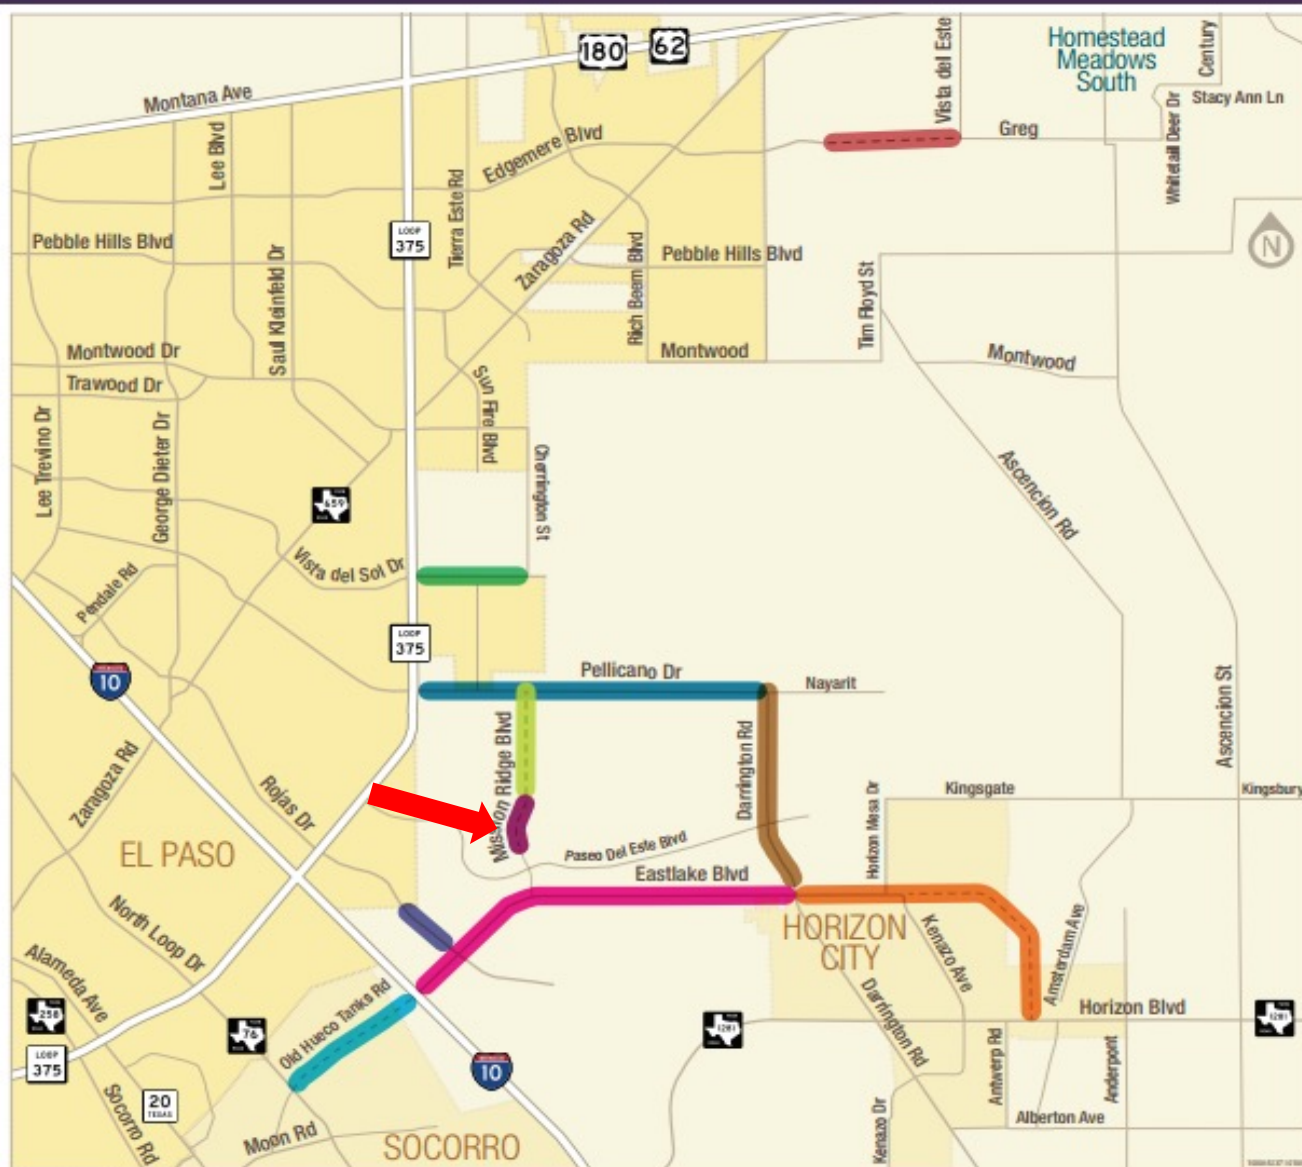 180
62
Homestead
Meadows
South
Vista del Este
Century
Montana Ave
Stacy Ann Ln
Lee Blvd
Edgemere Blvd
Greg
Whitetail Deer Dr
Tierra Este Rd
LOOP
375
Pebble Hills Blvd
Zaragoza Rd
Rich Beem Blvd
Pebble Hills Blvd
N
Saul Kleinfeld Dr
Tim Floyd St
Montwood Dr
Montwood
Montwood
Trawood Dr
Sun Fire Blvd
Lee Trevino Dr
George Dieter Dr
Cherrington St
Ascencion Rd
659
Vista del Sol Dr
Pendale Rd
LOOP
375
10
Pellicano Dr
Nayarit
Mission Ridge Blvd
Darrington Rd
Ascencion St
Zaragoza Rd
Rojas Dr
Kingsgate
Kingsbury
Horizon Mesa Dr
EL PASO
Paseo Del Este Blvd
Eastlake Blvd
North Loop Dr
HORIZON
CITY
Kenazo Ave
Amsterdam Ave
Alameda Ave
Old Hueco Tanks Rd
Darrington Rd
Horizon Blvd
258
76
1281
1281
LOOP
375
10
Antwerp Rd
Anderpont
20
TEXAS
Socorro Rd
Moon Rd
SOCORRO
Kenazo Dr
Alberton Ave